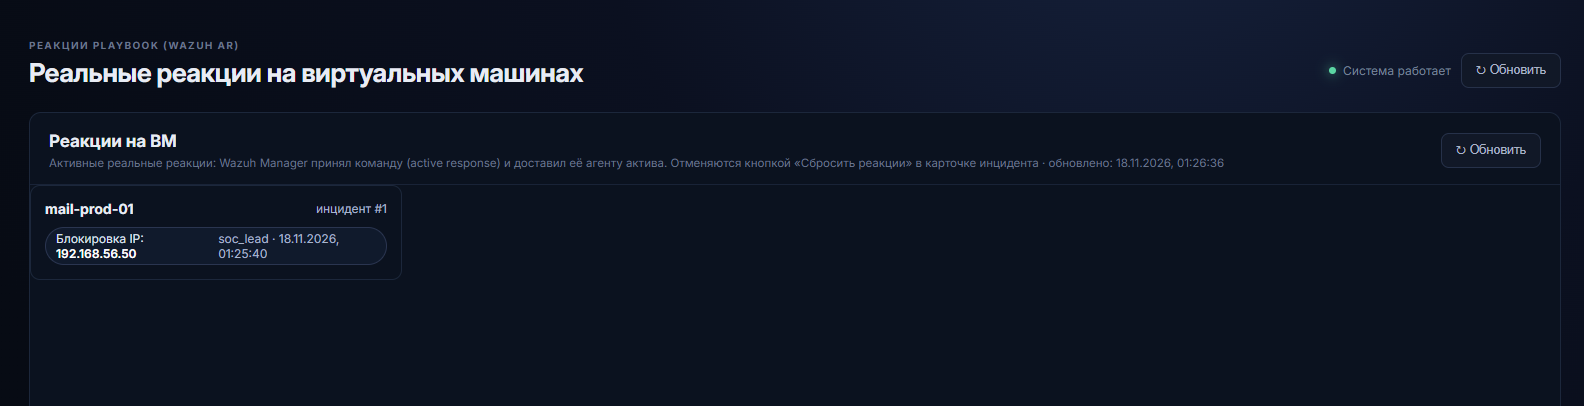 РЕАКЦИИ PLAYBOOK (WAZUH AR)
Реальные реакции на виртуальных машинах
Система работает
↻ Обновить
Реакции на ВМ
Активные реальные реакции: Wazuh Manager принял команду (active response) и доставил её агенту актива. Отменяются кнопкой «Сбросить реакции» в карточке инцидента · обновлено: 18.11.2026, 01:26:36
↻ Обновить
mail-prod-01
инцидент #1
Блокировка IP:
192.168.56.50
soc_lead · 18.11.2026,
01:25:40